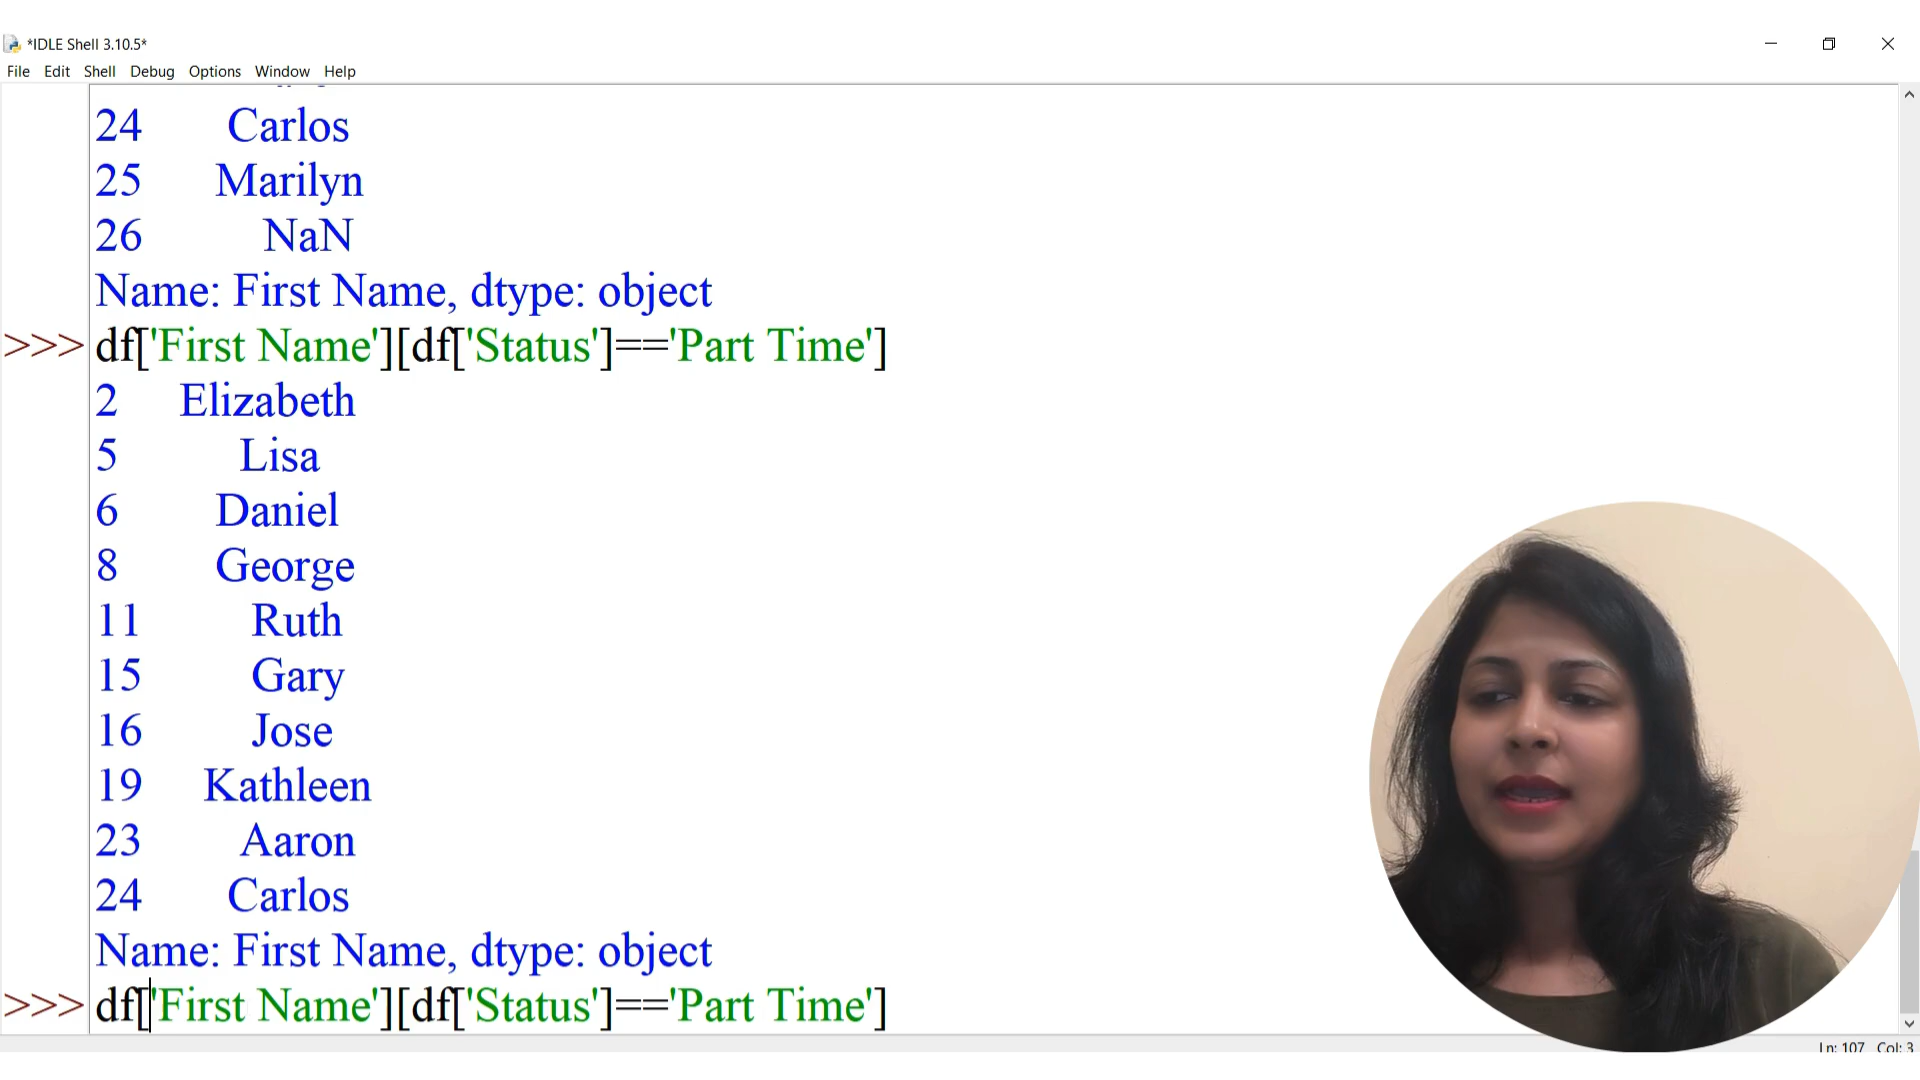 *IDLE Shell 3.10.5*
File Edit Shell Debug Options Window Help
24 Carlos
25 Marilyn
26 NaN
Name: First Name, dtype: object
>>> df['First Name'][df['Status']=='Part Time']
2 Elizabeth
5 Lisa
6 Daniel
8 George
11 Ruth
15 Gary
16 Jose
19 Kathleen
23 Aaron
24 Carlos
Name: First Name, dtype: object
>>> df['First Name'][df['Status']=='Part Time']
Ln: 107 Col: 3